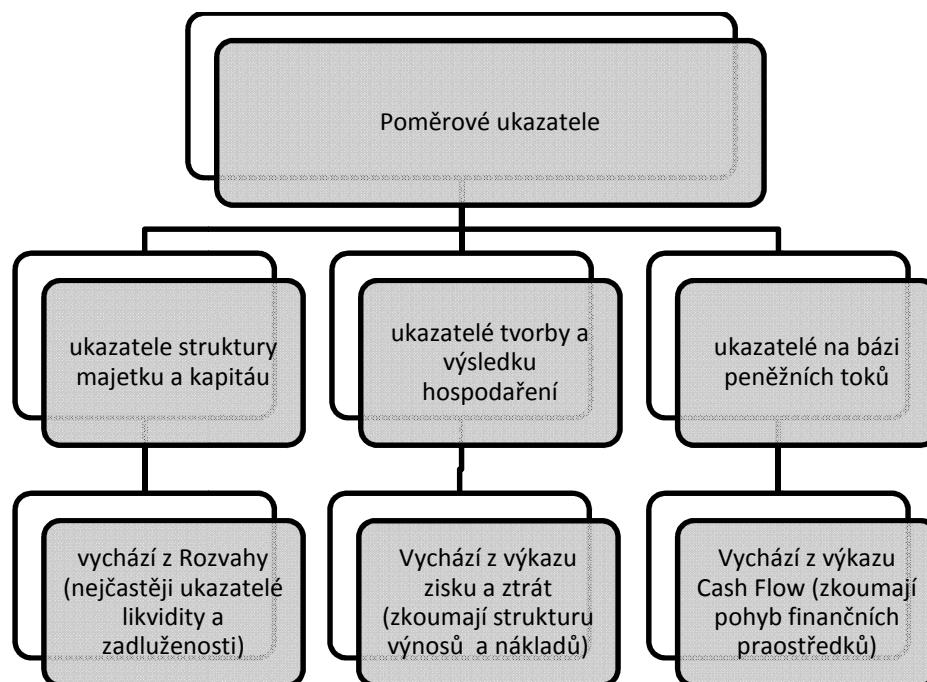 Poměrové ukazatele
ukazatele struktury
majetku a kapitáu
ukazatelé tvorby a
výsledku
hospodaření
ukazatelé na bázi
peněžních toků
vychází z Rozvahy
(nejčastěji ukazatelé
likvidity a
zadluženosti)
Vychází z výkazu
zisku a ztrát
(zkoumají strukturu
výnosů a nákladů)
Vychází z výkazu
Cash Flow (zkoumají
pohyb finančních
praostředků)